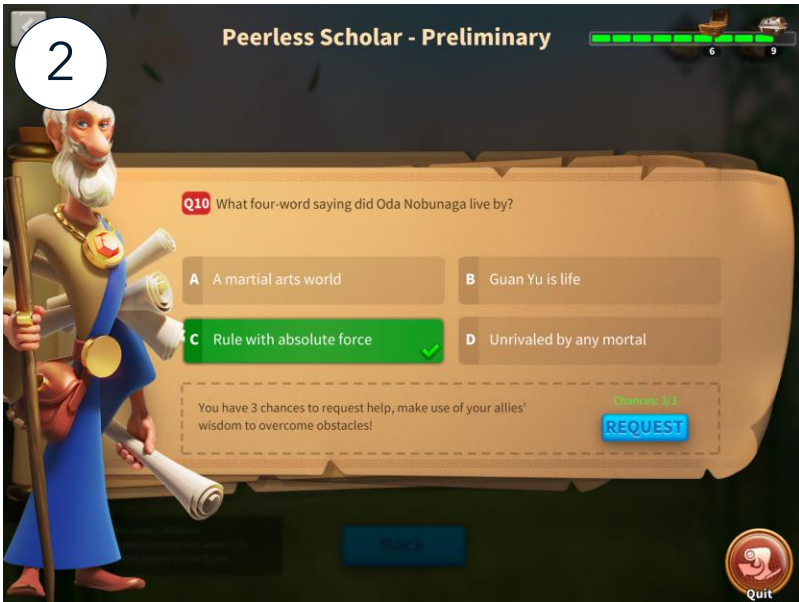 2
Peerless Scholar - Preliminary
6
9
Q10 What four-word saying did Oda Nobunaga live by?
A A martial arts world
B Guan Yu is life
C Rule with absolute force
D Unrivaled by any mortal
You have 3 chances to request help, make use of your allies'
wisdom to overcome obstacles!
Chances: 3/3
REQUEST
Back
Quit